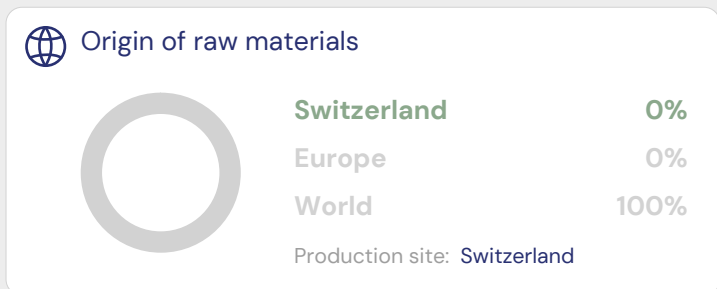 Origin of raw materials
Switzerland 0%
Europe 0%
World 100%
Production site: Switzerland